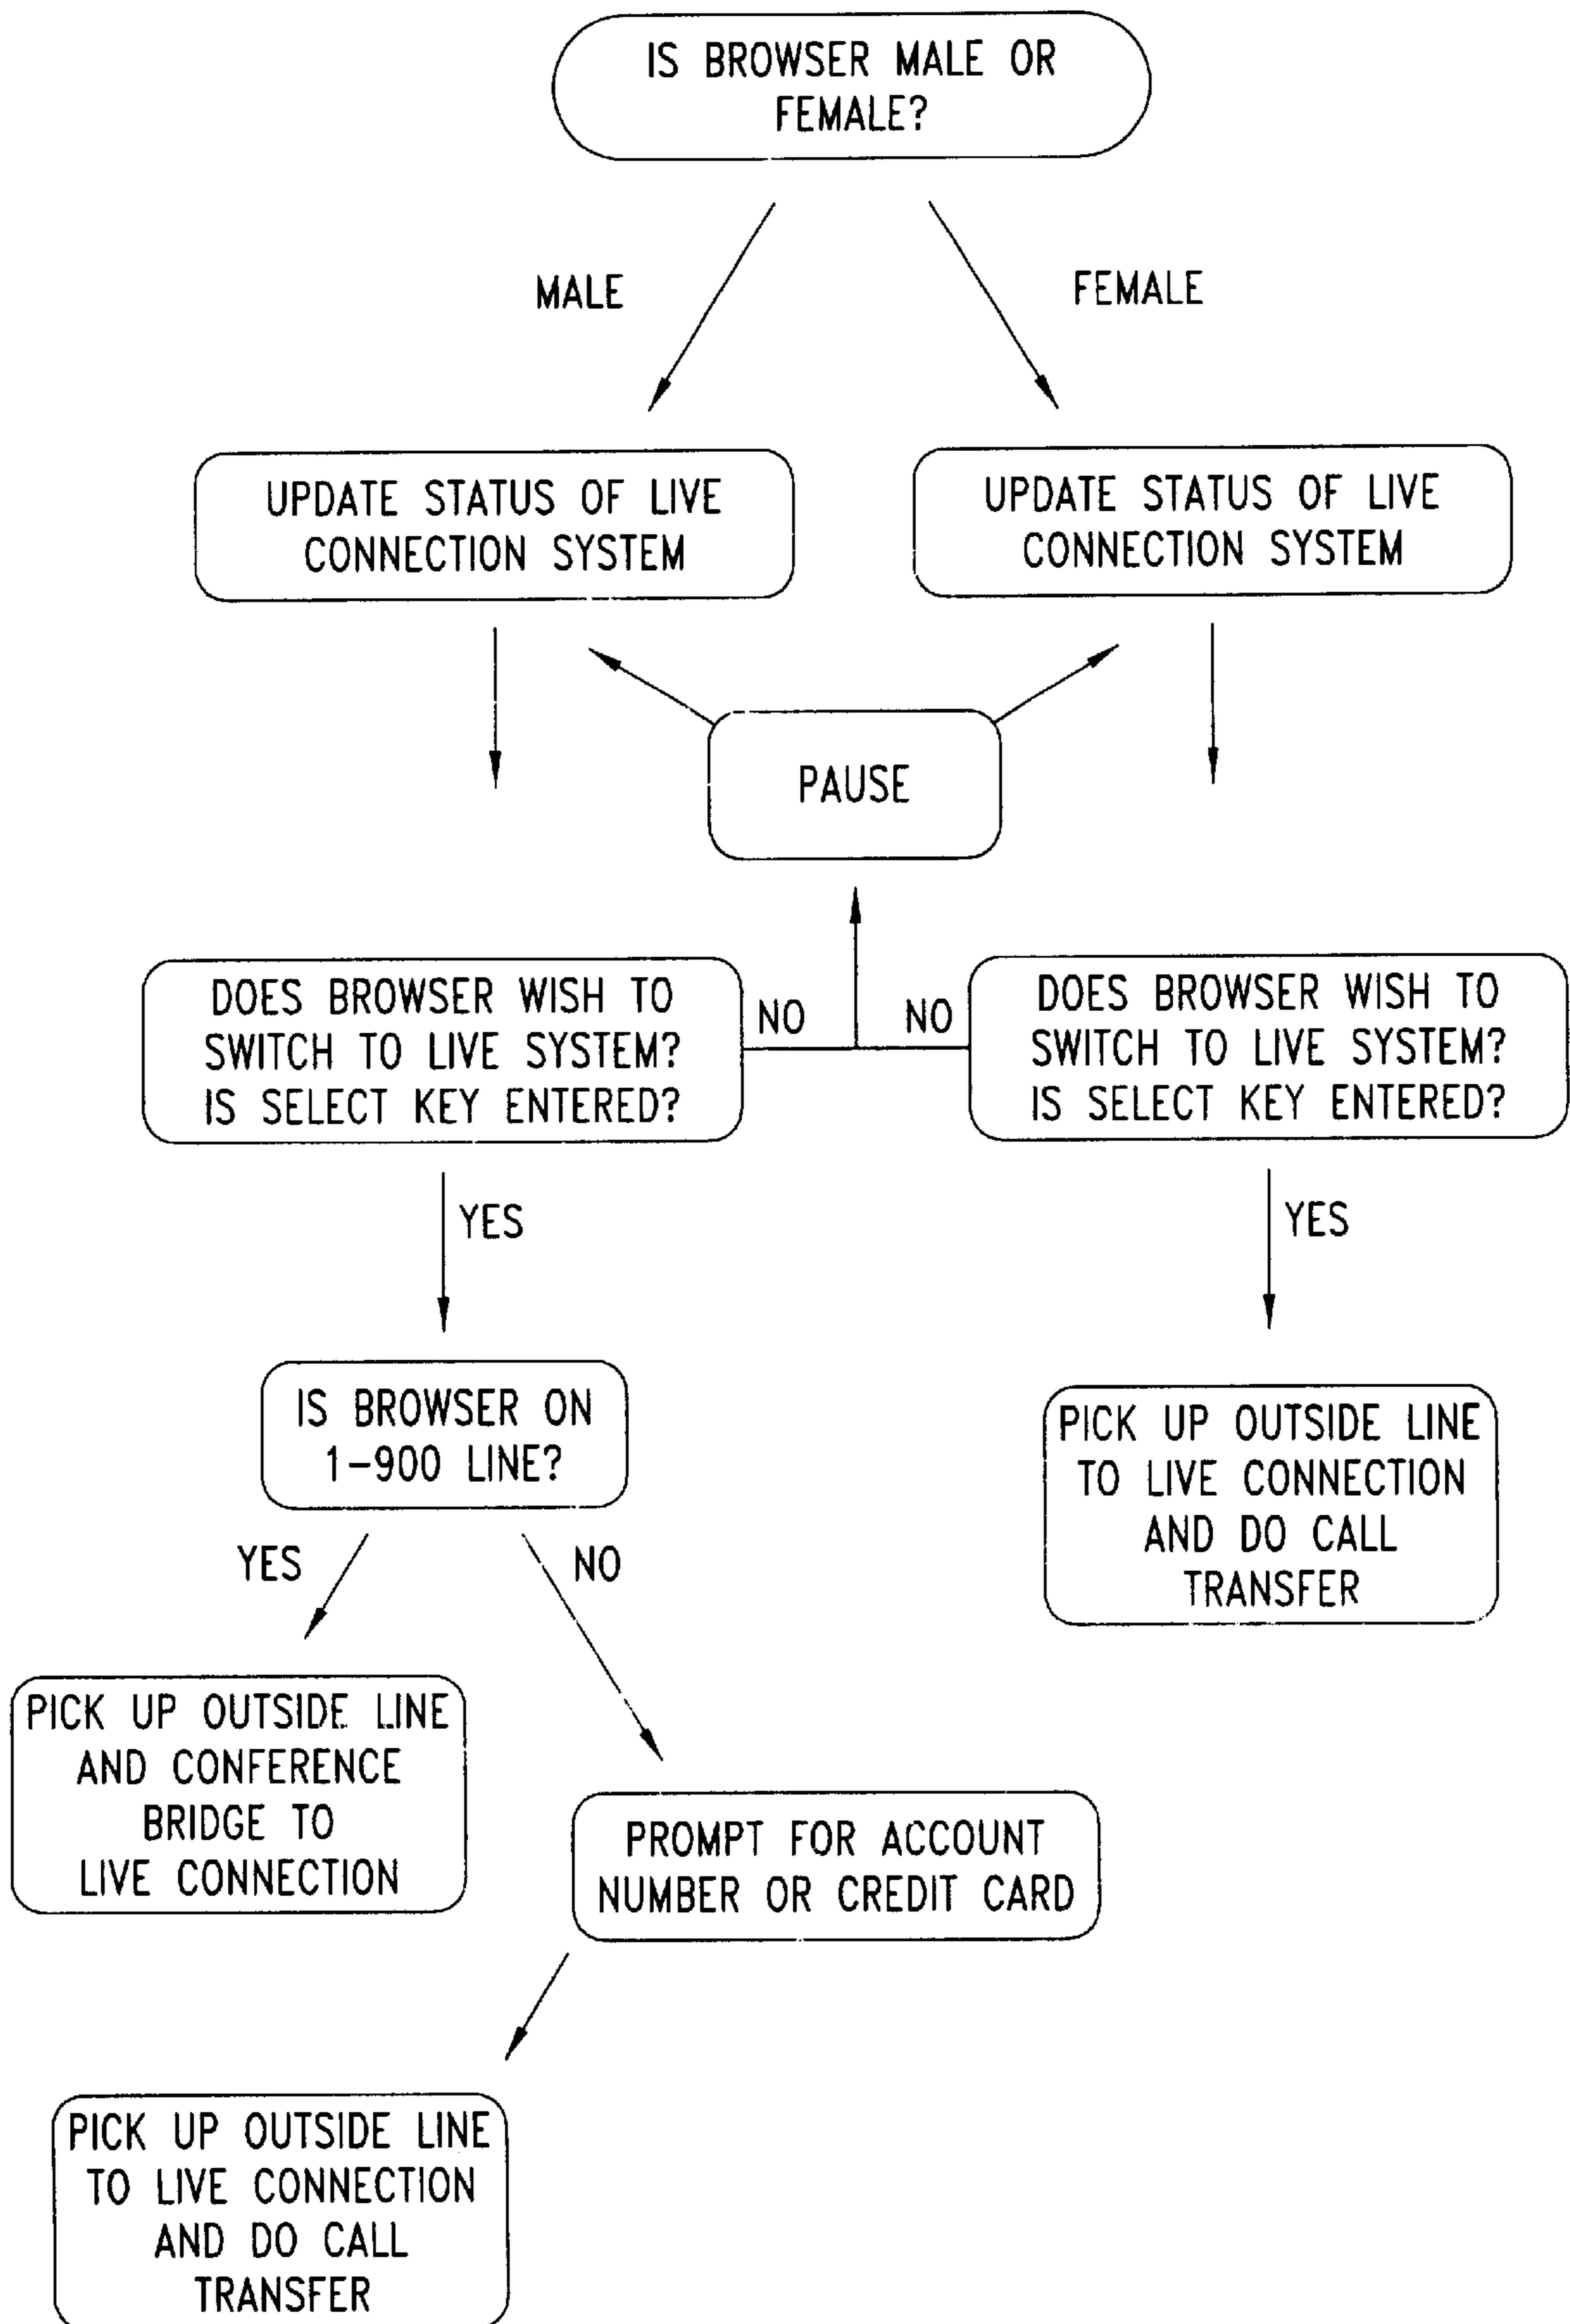 IS BROWSER MALE OR
FEMALE?
MALE
FEMALE
UPDATE STATUS OF LIVE
CONNECTION SYSTEM
UPDATE STATUS OF LIVE
CONNECTION SYSTEM
PAUSE
DOES BROWSER WISH TO
SWITCH TO LIVE SYSTEM?
IS SELECT KEY ENTERED?
NO
NO
DOES BROWSER WISH TO
SWITCH TO LIVE SYSTEM?
IS SELECT KEY ENTERED?
YES
YES
IS BROWSER ON
1-900 LINE?
PICK UP OUTSIDE LINE
TO LIVE CONNECTION
AND DO CALL
TRANSFER
YES
NO
PICK UP OUTSIDE LINE
AND CONFERENCE
BRIDGE TO
LIVE CONNECTION
PROMPT FOR ACCOUNT
NUMBER OR CREDIT CARD
PICK UP OUTSIDE LINE
TO LIVE CONNECTION
AND DO CALL
TRANSFER